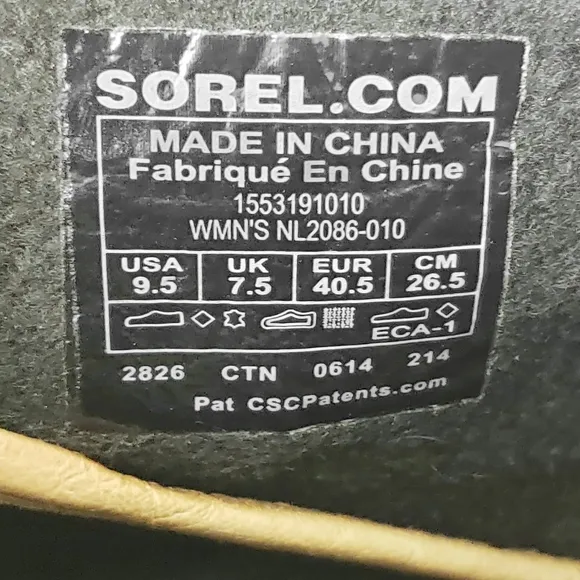 SOREL.COM
MADE IN CHINA
Fabriqué En Chine
1553191010
WMN'S NL2086-010
USA UK EUR CM
9.5 7.5 40.5 26.5
ECA-1
2826 CTN 0614 214
Pat CSCPatents.com